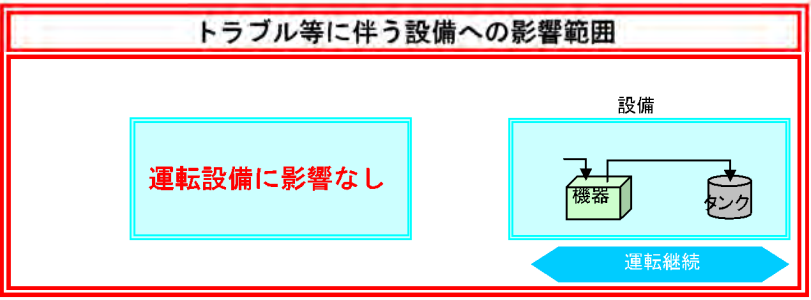 トラブル等に伴う設備への影響範囲
設備
運転設備に影響なし
機器
タンク
運転継続